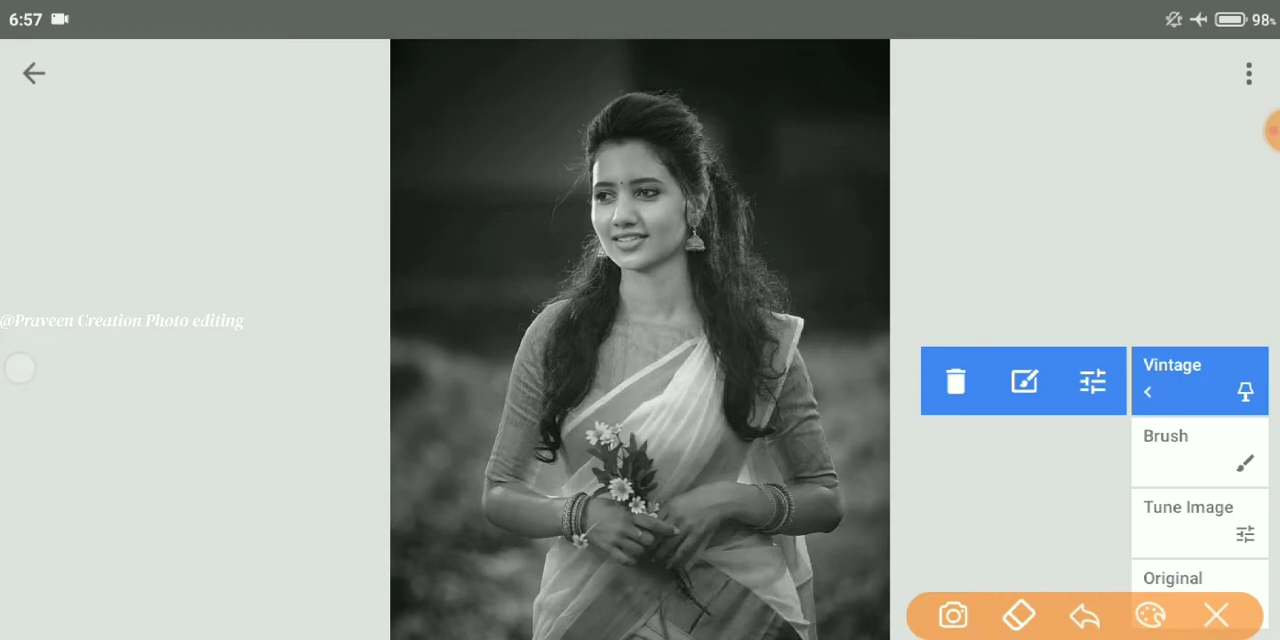 6:57
98%
@Praveen Creation Photo editing
Vintage
Brush
Tune Image
Original